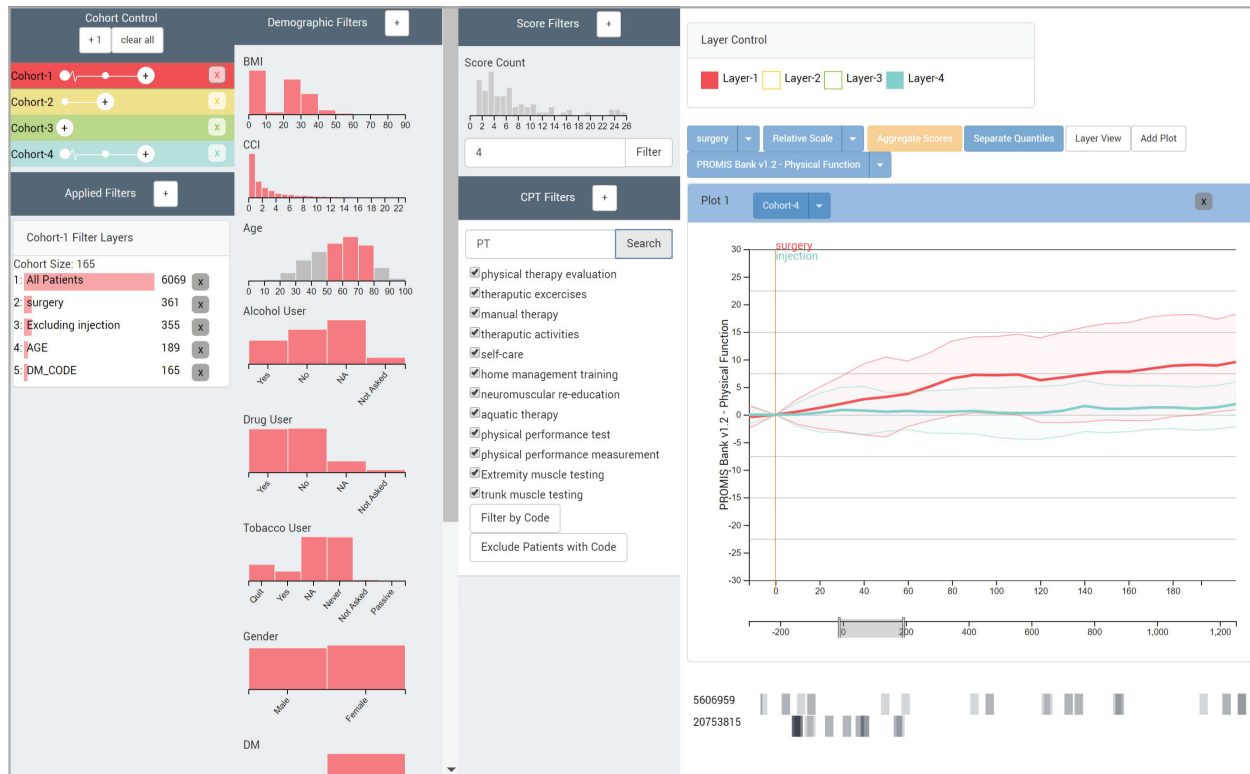 Cohort Control
+ 1 clear all
Cohort-1 + X
Cohort-2 + X
Cohort-3 + X
Cohort-4 + X
Applied Filters +
Cohort-1 Filter Layers
Cohort Size: 165
1: All Patients 6069 x
2: surgery 361 x
3: Excluding injection 355 x
4: AGE 189 x
5: DM_CODE 165 x
Demographic Filters +
BMI
0 10 20 30 40 50 60 70 80 90
CCI
0 2 4 6 8 10 12 14 16 18 20 22
Age
0 10 20 30 40 50 60 70 80 90 100
Alcohol User
Yes No NA Not Asked
Drug User
Yes No NA Not Asked
Tobacco User
Quit Yes NA Never Not Asked Passive
Gender
Male Female
DM
Score Filters +
Score Count
0 2 4 6 8 10 12 14 16 18 20 22 24 26
4 Filter
CPT Filters +
PT Search
physical therapy evaluation
theraputic excercises
manual therapy
theraputic activities
self-care
home management training
neuromuscular re-education
aquatic therapy
physical performance test
physical performance measurement
Extremity muscle testing
trunk muscle testing
Filter by Code
Exclude Patients with Code
Layer Control
Layer-1 Layer-2 Layer-3 Layer-4
surgery Relative Scale Aggregate Scores Separate Quantiles Layer View Add Plot
PROMIS Bank v1.2 - Physical Function
Plot 1 Cohort-4 x
surgery
injection
PROMIS Bank v1.2 - Physical Function
30
25
20
15
10
5
0
-5
-10
-15
-20
-25
-30
0 20 40 60 80 100 120 140 160 180
-200 0 200 400 600 800 1,000 1,200
5606959
20753815